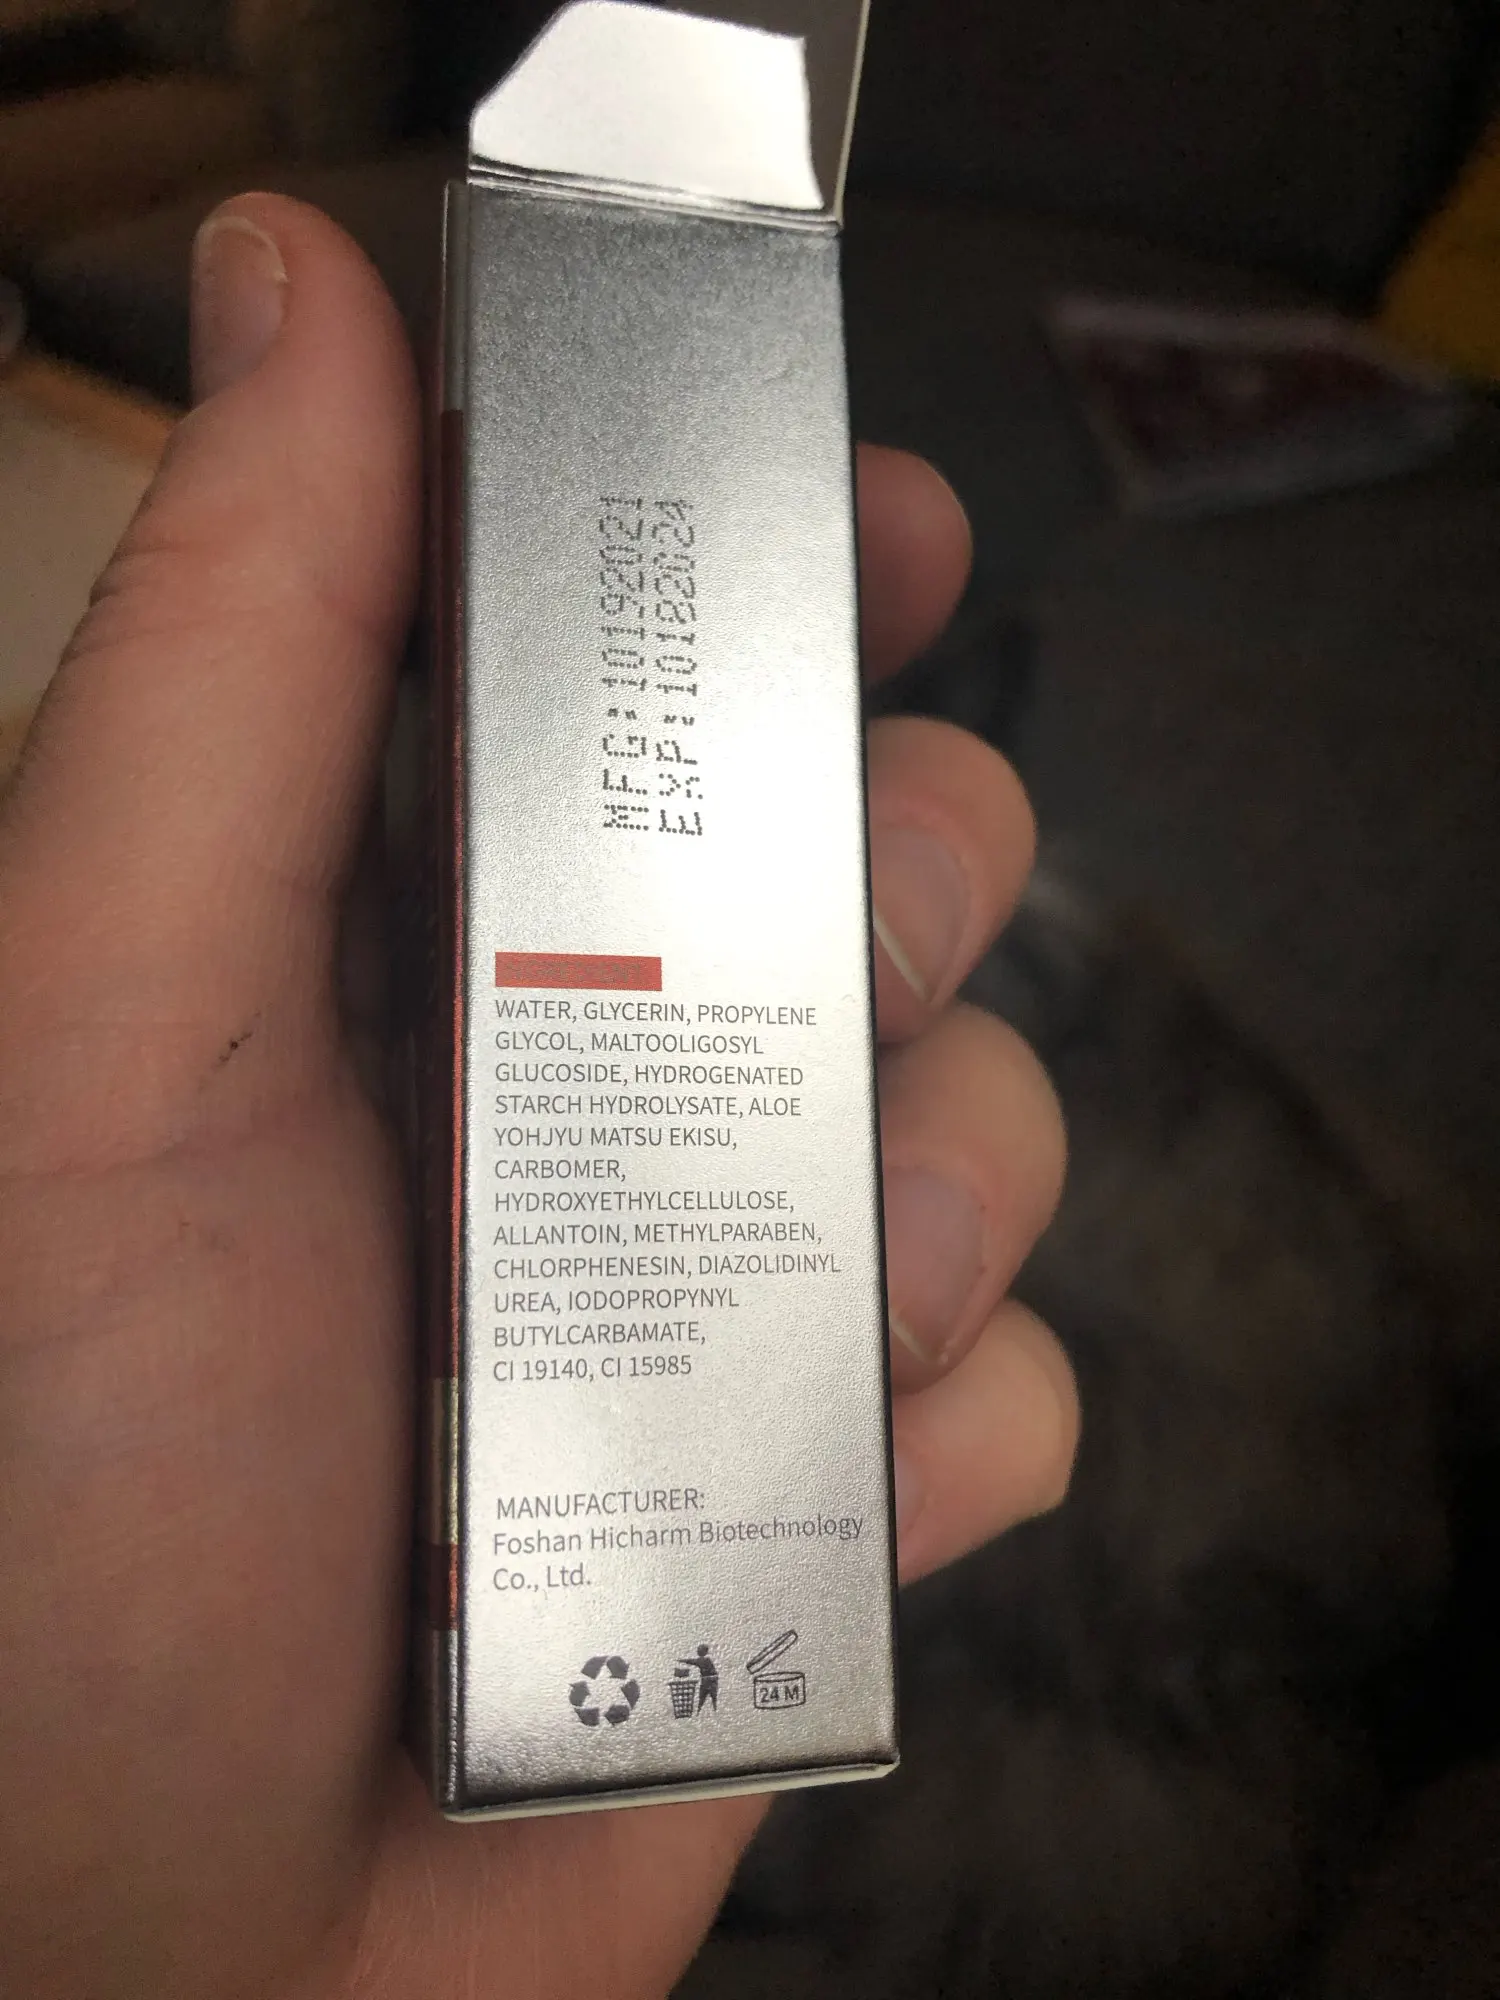 MFG:10192021
EXP:10182024
WATER, GLYCERIN, PROPYLENE
GLYCOL, MALTOOLIGOSYL
GLUCOSIDE, HYDROGENATED
STARCH HYDROLYSATE, ALOE
YOHJYU MATSU EKISU,
CARBOMER,
HYDROXYETHYLCELLULOSE,
ALLANTOIN, METHYLPARABEN,
CHLORPHENESIN, DIAZOLIDINYL
UREA, IODOPROPYNYL
BUTYLCARBAMATE,
CI 19140, CI 15985
MANUFACTURER:
Foshan Hicharm Biotechnology
Co., Ltd.
24 M